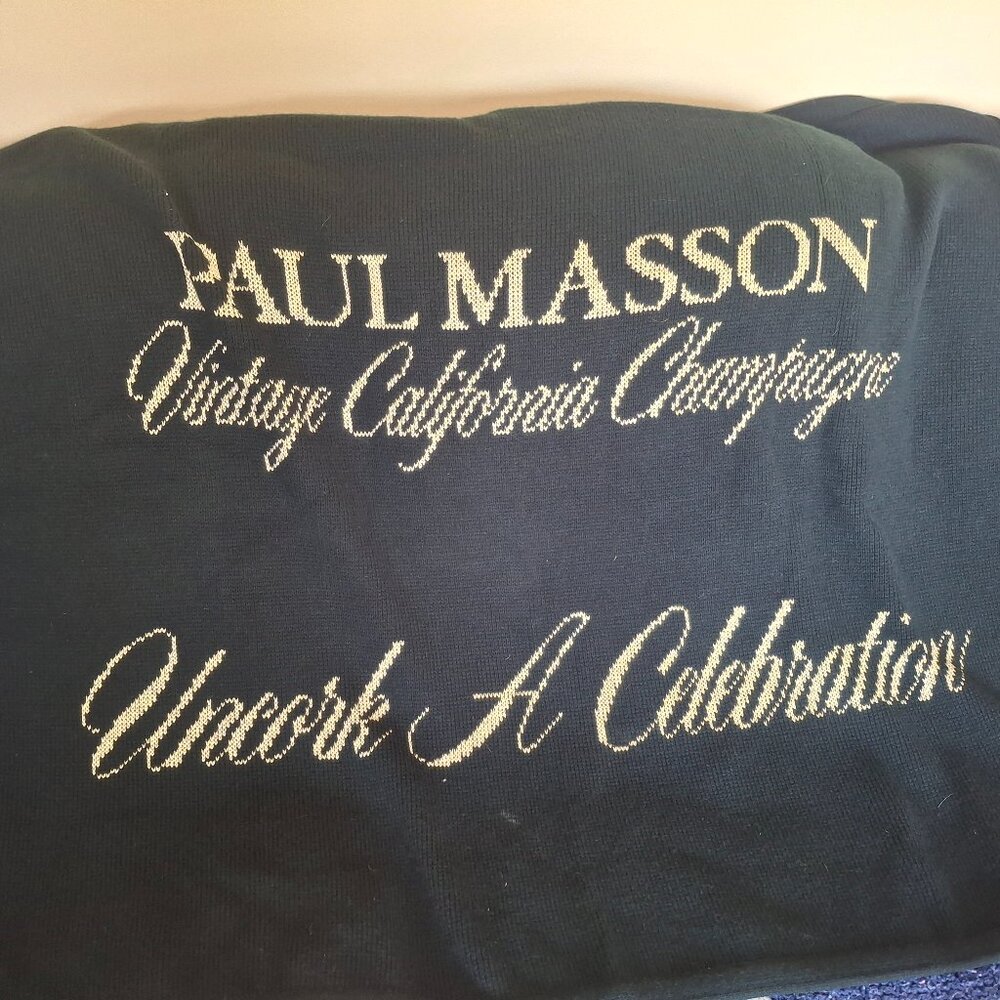 PAUL MASSON
Vintage California Champagne
Uncork A Celebration